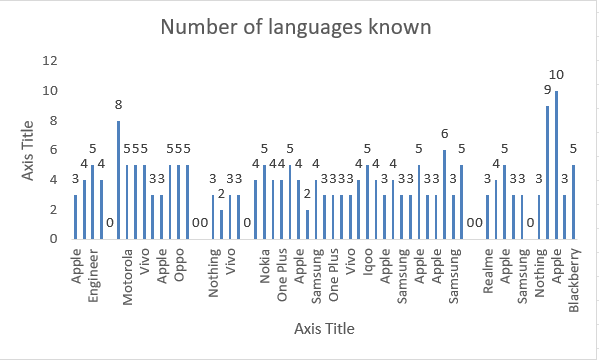 Number of languages known
Axis Title
12
10
8
6
4
2
0
3 4 5 4 0 8 5 5 5 3 3 5 5 5 0 0 3 2 3 3 0 4 5 4 4 5 4 2 4 3 3 3 3 4 5 4 3 4 3 3 5 3 3 6 3 5 0 0 3 4 5 3 3 0 3 9 10 3 5
Apple
Engineer
Motorola
Vivo
Apple
Oppo
Nothing
Vivo
Nokia
One Plus
Apple
Samsung
One Plus
Vivo
Iqoo
Apple
Samsung
Apple
Apple
Samsung
Realme
Apple
Samsung
Nothing
Apple
Blackberry
Axis Title